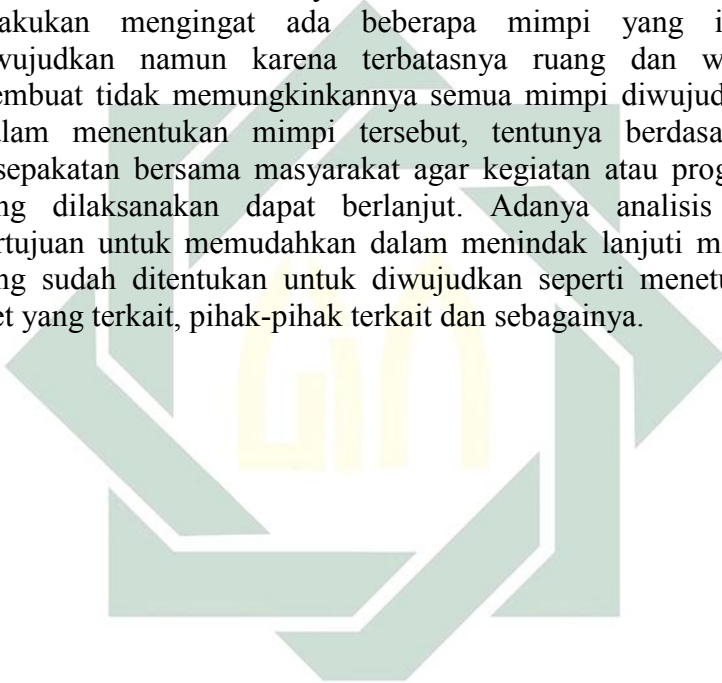 akukan mengingat ada beberapa mimpi yang i
wujudkan namun karena terbatasnya ruang dan w
embuat tidak memungkinkannya semua mimpi diwujud
alam menentukan mimpi tersebut, tentunya berdasa
sepakatan bersama masyarakat agar kegiatan atau prog
ng dilaksanakan dapat berlanjut. Adanya analisis
rtujuan untuk memudahkan dalam menindak lanjuti m
ng sudah ditentukan untuk diwujudkan seperti menetu
et yang terkait, pihak-pihak terkait dan sebagainya.